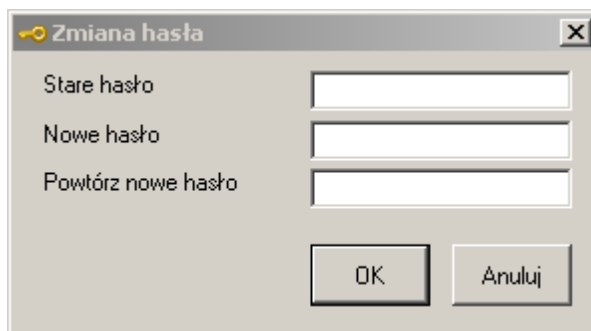 Zmiana hasła
Stare hasło
Nowe hasło
Powtórz nowe hasło
OK Anuluj